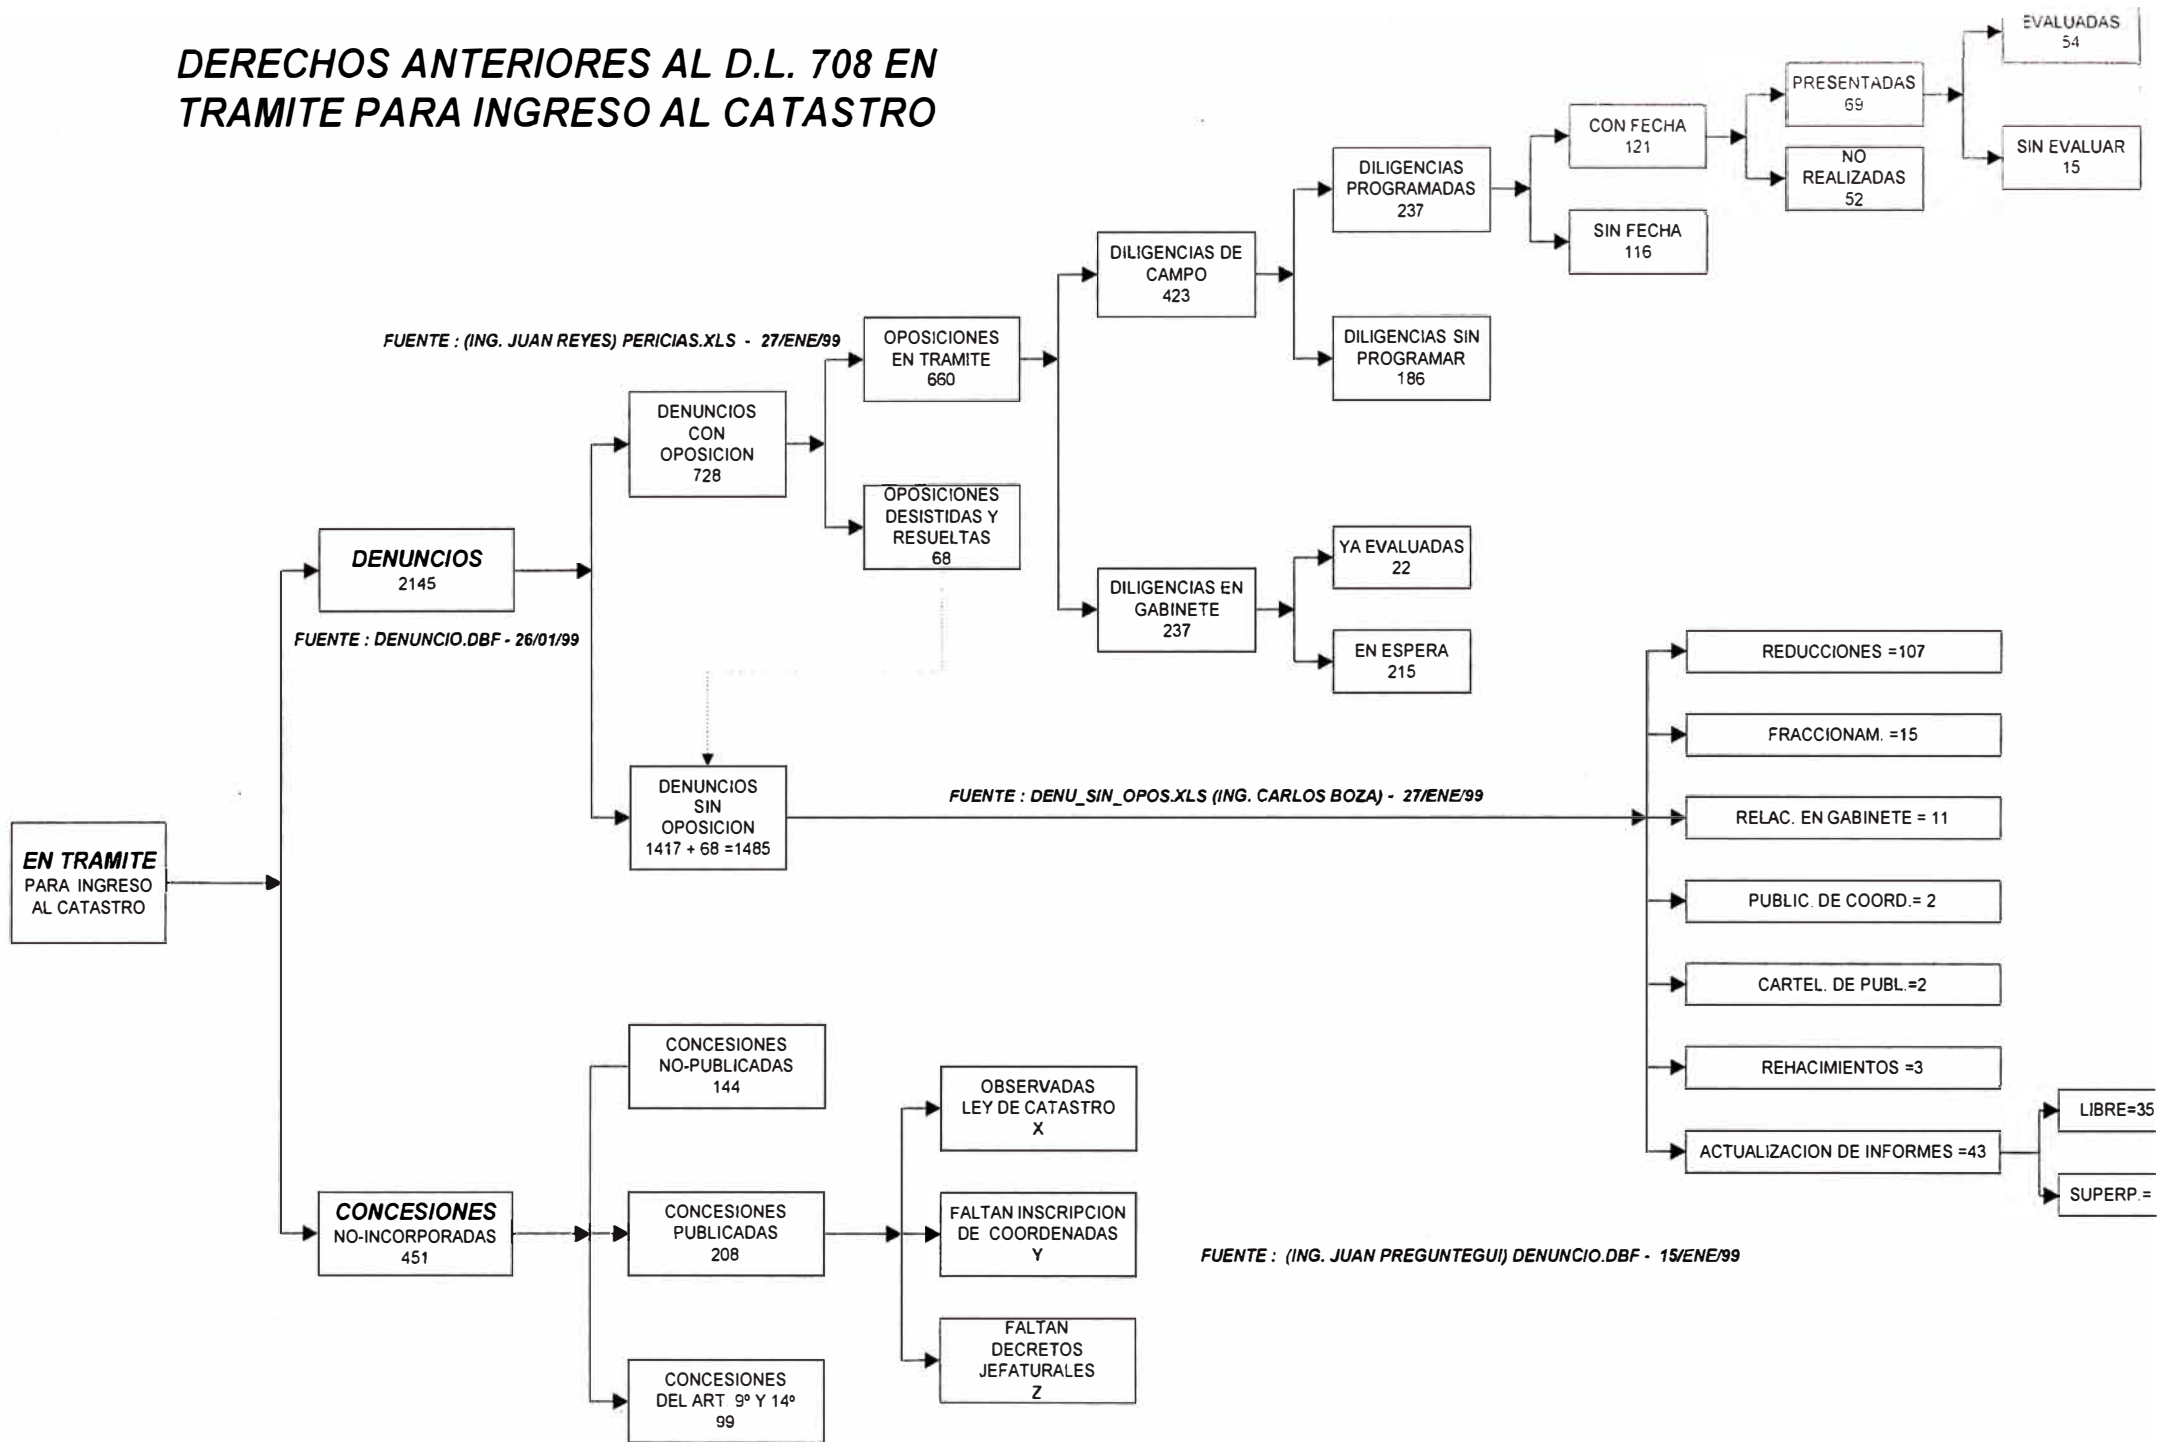 DERECHOS ANTERIORES AL D.L. 708 EN
TRAMITE PARA INGRESO AL CATASTRO
EVALUADAS
54
PRESENTADAS
69
SIN EVALUAR
15
CON FECHA
121
NO
REALIZADAS
52
DILIGENCIAS
PROGRAMADAS
237
SIN FECHA
116
DILIGENCIAS DE
CAMPO
423
DILIGENCIAS SIN
PROGRAMAR
186
FUENTE : (ING. JUAN REYES) PERICIAS.XLS - 27/ENE/99
OPOSICIONES
EN TRAMITE
660
DENUNCIOS
CON
OPOSICION
728
OPOSICIONES
DESISTIDAS Y
RESUELTAS
68
YA EVALUADAS
22
DILIGENCIAS EN
GABINETE
237
EN ESPERA
215
DENUNCIOS
2145
FUENTE : DENUNCIO.DBF - 26/01/99
DENUNCIOS
SIN
OPOSICION
1417 + 68 =1485
FUENTE : DENU_SIN_OPOS.XLS (ING. CARLOS BOZA) - 27/ENE/99
REDUCCIONES =107
FRACCIONAM. =15
RELAC. EN GABINETE = 11
PUBLIC. DE COORD.= 2
CARTEL. DE PUBL.=2
REHACIMIENTOS =3
ACTUALIZACION DE INFORMES =43
LIBRE=35
SUPERP.=
EN TRAMITE
PARA INGRESO
AL CATASTRO
CONCESIONES
NO-INCORPORADAS
451
CONCESIONES
NO-PUBLICADAS
144
CONCESIONES
PUBLICADAS
208
CONCESIONES
DEL ART. 9º Y 14º
99
OBSERVADAS
LEY DE CATASTRO
X
FALTAN INSCRIPCION
DE COORDENADAS
Y
FALTAN
DECRETOS
JEFATURALES
Z
FUENTE : (ING. JUAN PREGUNTEGUI) DENUNCIO.DBF - 15/ENE/99